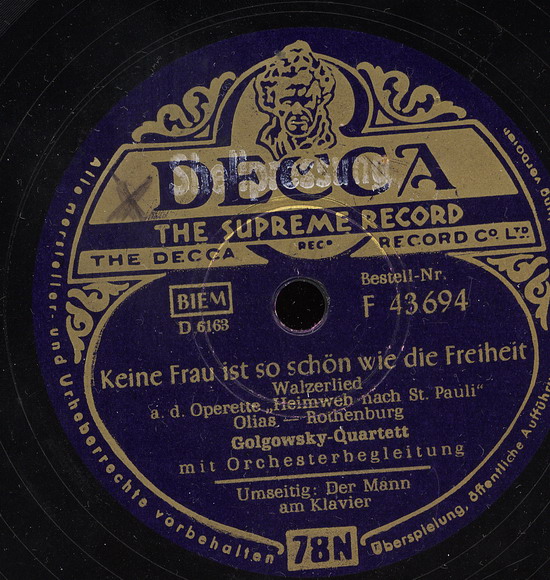 DECCA
THE SUPREME RECORD
THE DECCA RECO RECORD CO. LTD.
BIEM
D 6163
Bestell-Nr.
F 43694
Keine Frau ist so schön wie die Freiheit
Walzerlied
a. d. Operette „Heimweh nach St. Pauli"
Olias — Rothenburg
Golgowsky-Quartett
mit Orchesterbegleitung
Umseitig: Der Mann
am Klavier
78N
Alle Hersteller- und Urheberrechte vorbehalten
Überspielung, öffentliche Aufführung